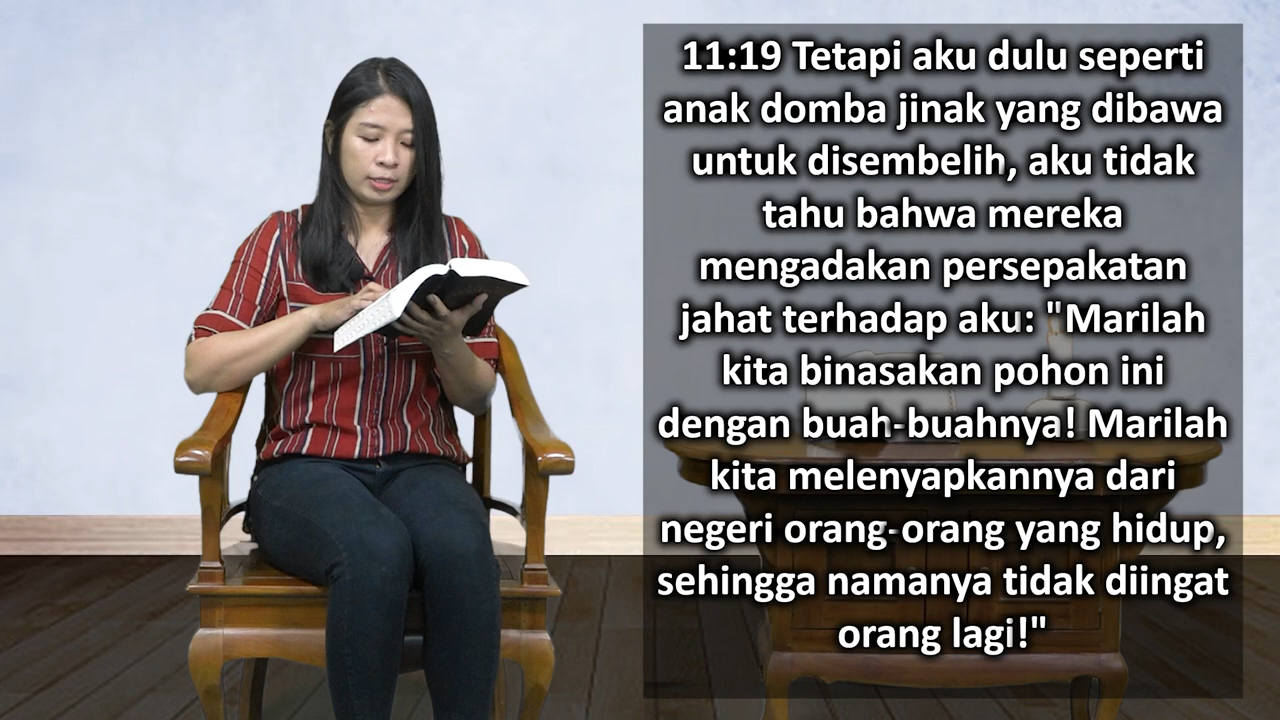 11:19 Tetapi aku dulu seperti
anak domba jinak yang dibawa
untuk disembelih, aku tidak
tahu bahwa mereka
mengadakan persepakatan
jahat terhadap aku: "Marilah
kita binasakan pohon ini
dengan buah-buahnya! Marilah
kita melenyapkannya dari
negeri orang-orang yang hidup,
sehingga namanya tidak diingat
orang lagi!"